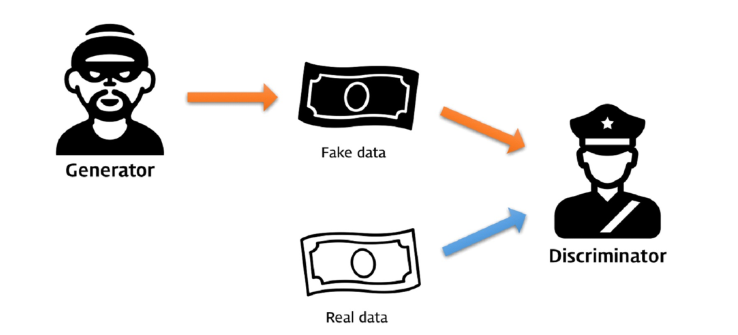 Generator
Fake data
Real data
Discriminator